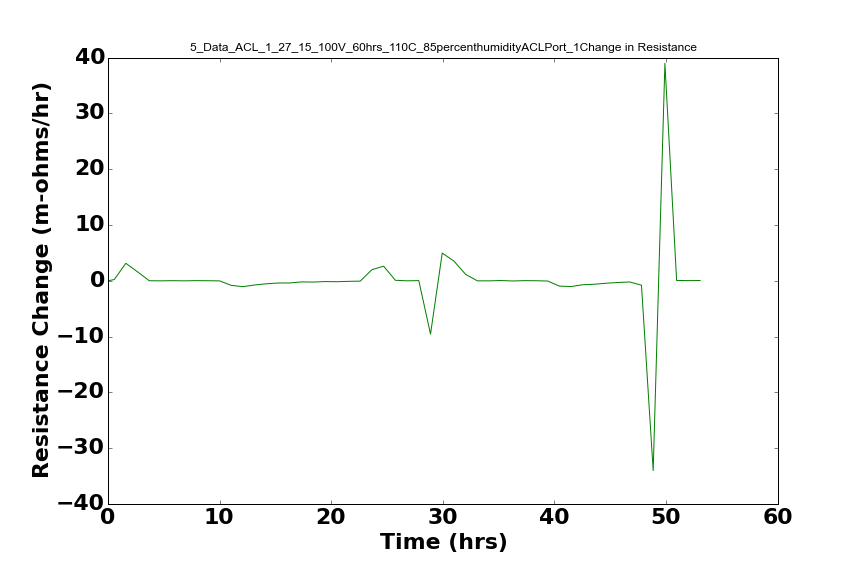 5_Data_ACL_1_27_15_100V_60hrs_110C_85percenthumidityACLPort_1Change in Resistance
40
30
20
10
0
−10
−20
−30
−40
Resistance Change (m-ohms/hr)
0 10 20 30 40 50 60
Time (hrs)